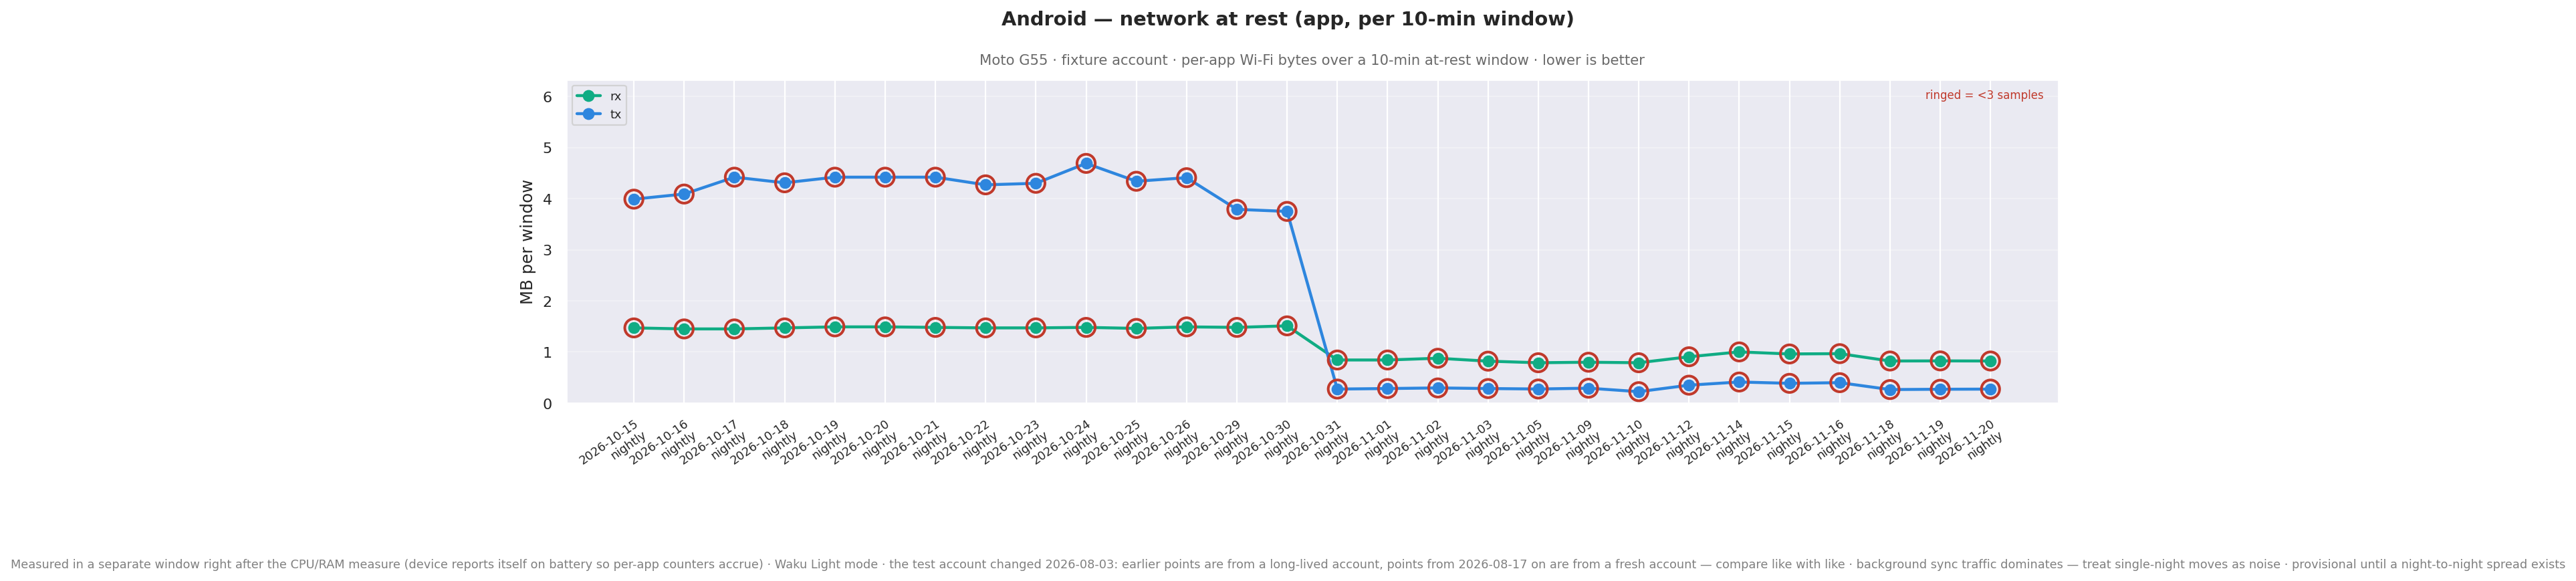 Android — network at rest (app, per 10-min window)
Moto G55 · fixture account · per-app Wi-Fi bytes over a 10-min at-rest window · lower is better
rx
tx
ringed = <3 samples
MB per window
6
5
4
3
2
1
0
2026-10-15
nightly
2026-10-16
nightly
2026-10-17
nightly
2026-10-18
nightly
2026-10-19
nightly
2026-10-20
nightly
2026-10-21
nightly
2026-10-22
nightly
2026-10-23
nightly
2026-10-24
nightly
2026-10-25
nightly
2026-10-26
nightly
2026-10-29
nightly
2026-10-30
nightly
2026-10-31
nightly
2026-11-01
nightly
2026-11-02
nightly
2026-11-03
nightly
2026-11-05
nightly
2026-11-09
nightly
2026-11-10
nightly
2026-11-12
nightly
2026-11-14
nightly
2026-11-15
nightly
2026-11-16
nightly
2026-11-18
nightly
2026-11-19
nightly
2026-11-20
nightly
Measured in a separate window right after the CPU/RAM measure (device reports itself on battery so per-app counters accrue) · Waku Light mode · the test account changed 2026-08-03: earlier points are from a long-lived account, points from 2026-08-17 on are from a fresh account — compare like with like · background sync traffic dominates — treat single-night moves as noise · provisional until a night-to-night spread exists